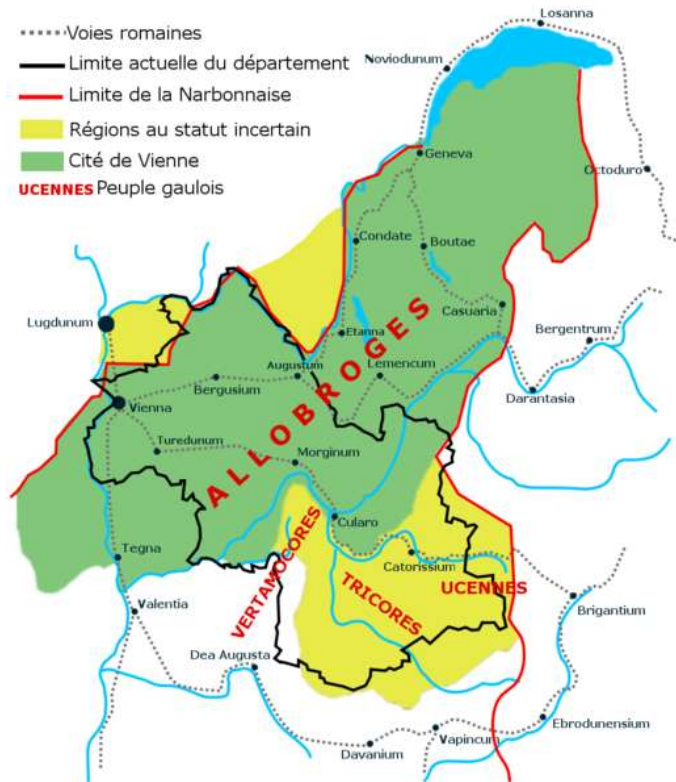 Voies romaines
Limite actuelle du département
Limite de la Narbonnaise
Régions au statut incertain
Cité de Vienne
UCENNES Peuple gaulois
Losanna
Noviodunum
Geneva
Octoduro
Condate
Boutae
Lugdunum
Casuaria
Etanna
Bergentrum
Augustum
Lemencum
Bergusium
Darantasia
Vienna
ALLOBROGES
Turedunum
Morginum
Cularo
Tegna
Catorissium
VERTAMOCORES
TRICORES
UCENNES
Valentia
Brigantium
Dea Augusta
Ebrodunensium
Vapincum
Davanium